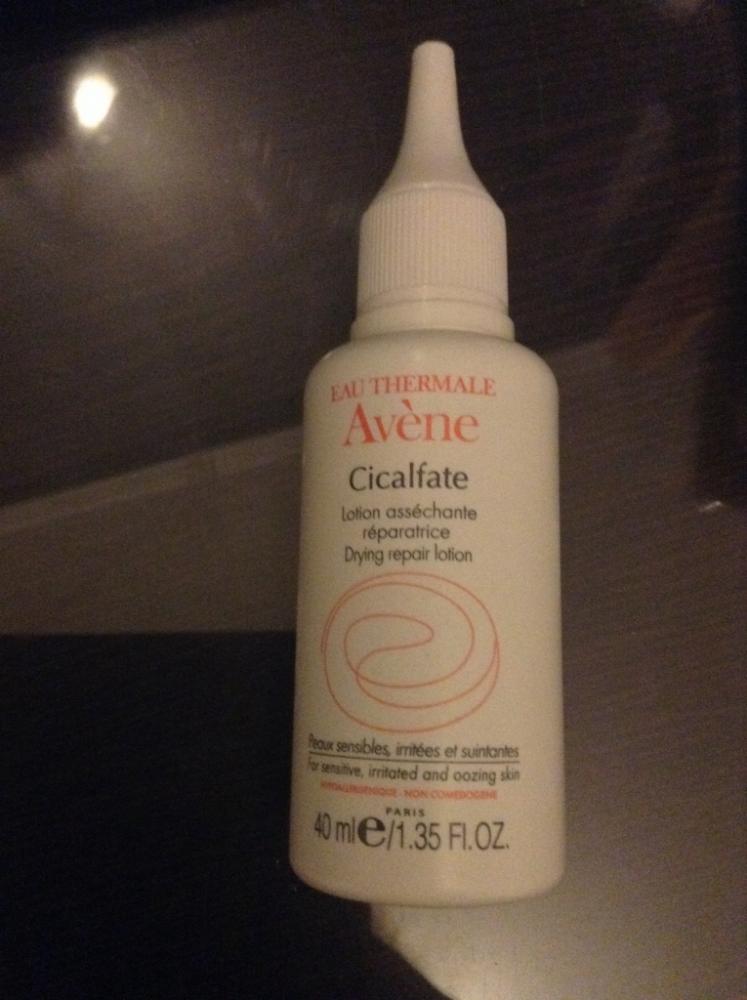 EAU THERMALE
Avène
Cicalfate
Lotion asséchante
réparatrice
Drying repair lotion
Peaux sensibles, irritées et suintantes
For sensitive, irritated and oozing skin
HYPOALLERGÉNIQUE - NON COMÉDOGÈNE
PARIS
40 ml e/1.35 Fl.OZ.